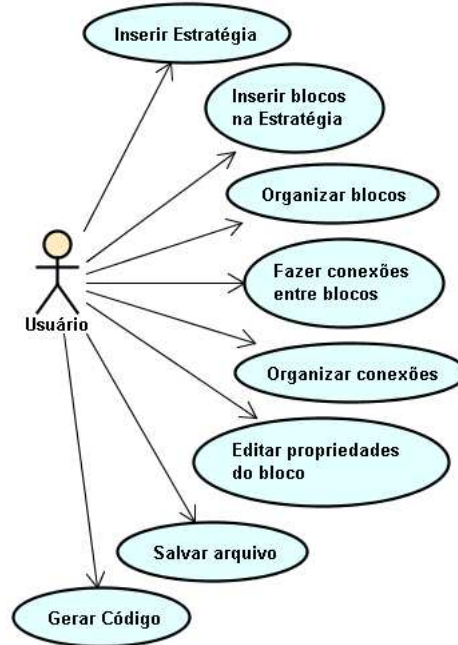 Inserir Estratégia
Inserir blocos
na Estratégia
Organizar blocos
Fazer conexões
entre blocos
Usuário
Organizar conexões
Editar propriedades
do bloco
Salvar arquivo
Gerar Código